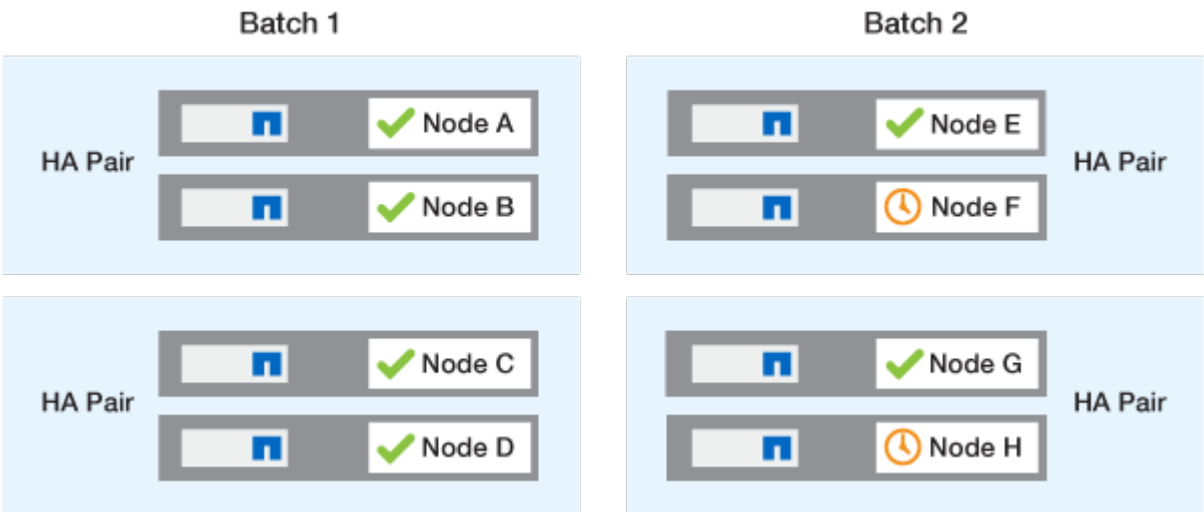 Batch 1
HA Pair
Node A
Node B
HA Pair
Node C
Node D
Batch 2
Node E
Node F
HA Pair
Node G
Node H
HA Pair